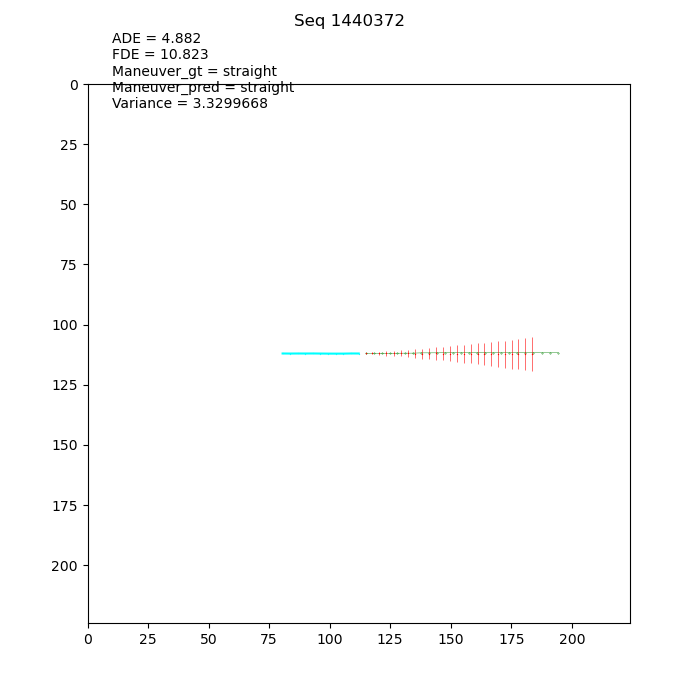 Seq 1440372
ADE = 4.882
FDE = 10.823
Maneuver_gt = straight
Maneuver_pred = straight
Variance = 3.3299668
0
25
50
75
100
125
150
175
200
0 25 50 75 100 125 150 175 200